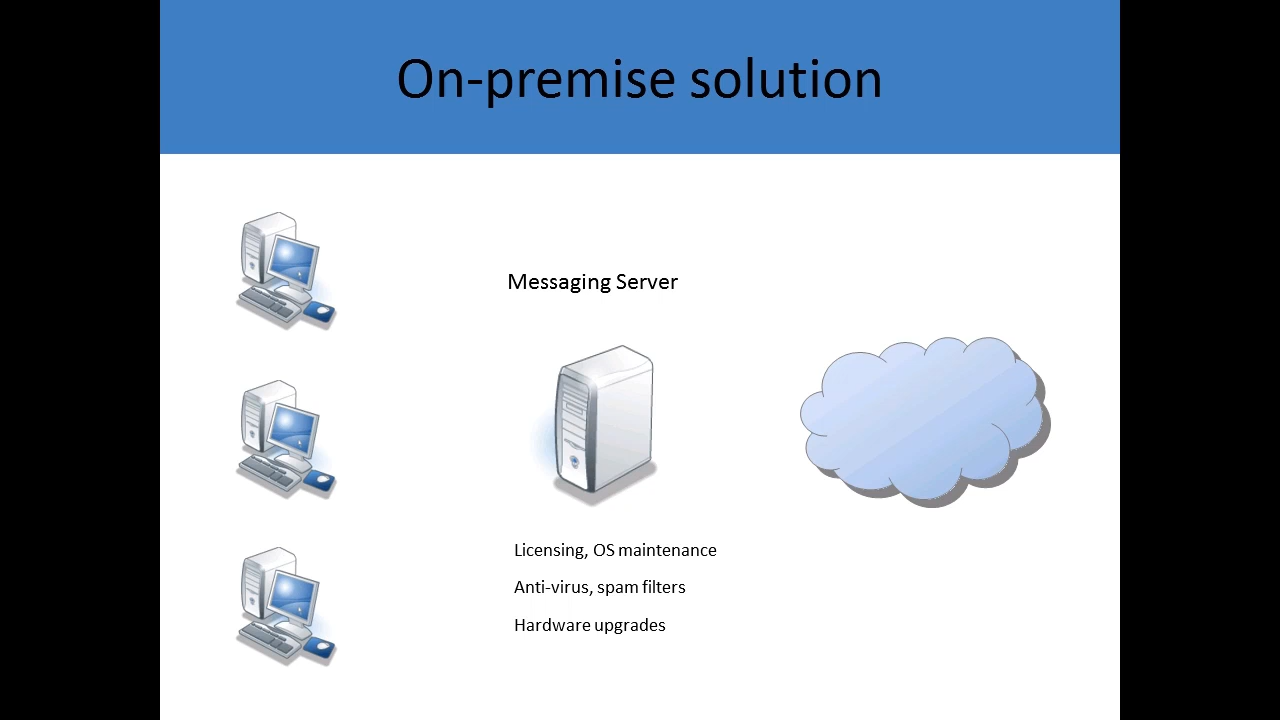 On-premise solution
Messaging Server
Licensing, OS maintenance
Anti-virus, spam filters
Hardware upgrades